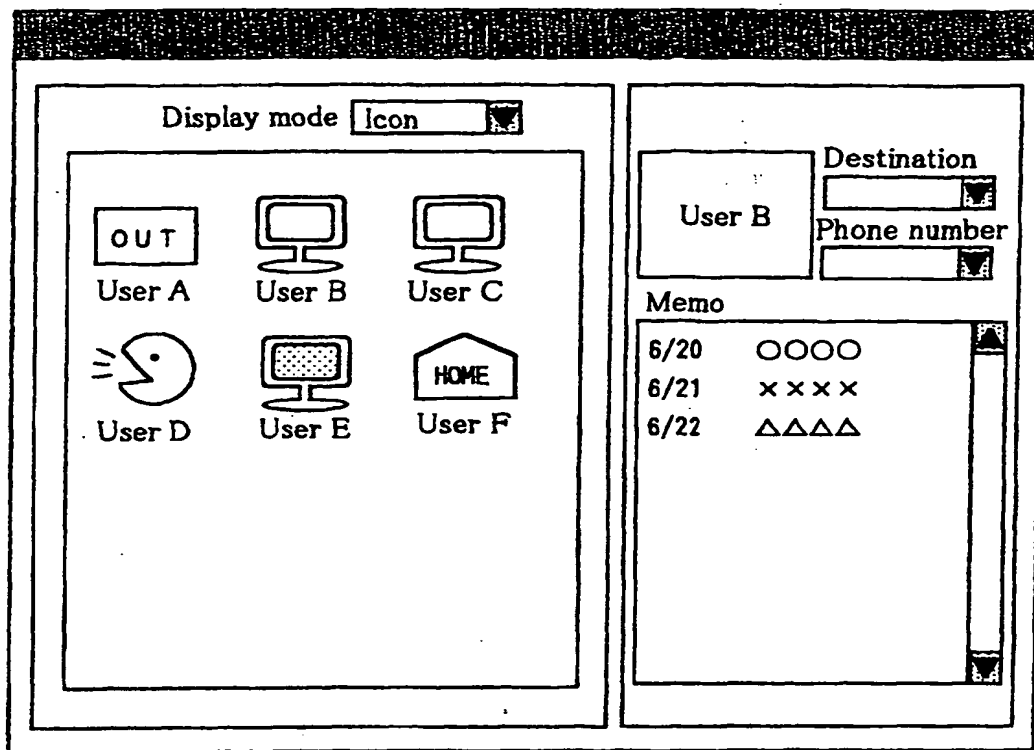 Display mode Icon
OUT
User A User B User C
HOME
User D User E User F
User B
Destination
Phone number
Memo
6/20 ○○○○
6/21 ××××
6/22 △△△△